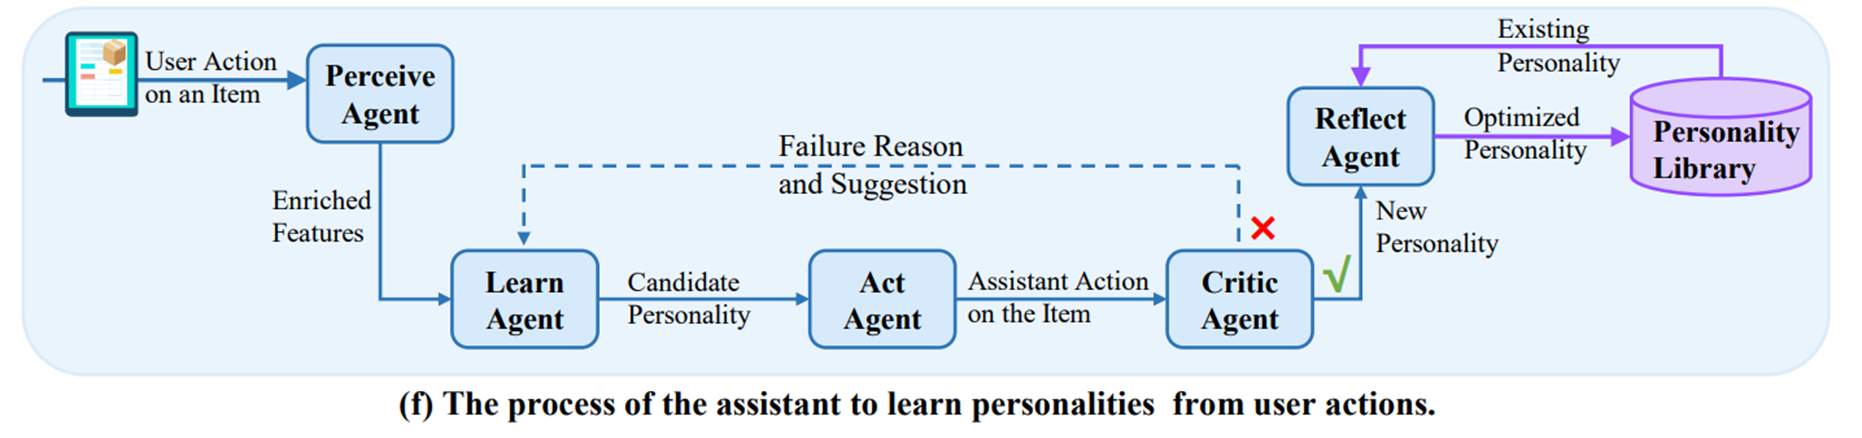 User Action
on an Item
Perceive
Agent
Enriched
Features
Learn
Agent
Candidate
Personality
Act
Agent
Assistant Action
on the Item
Critic
Agent
Failure Reason
and Suggestion
New
Personality
Reflect
Agent
Optimized
Personality
Existing
Personality
Personality
Library
(f) The process of the assistant to learn personalities from user actions.